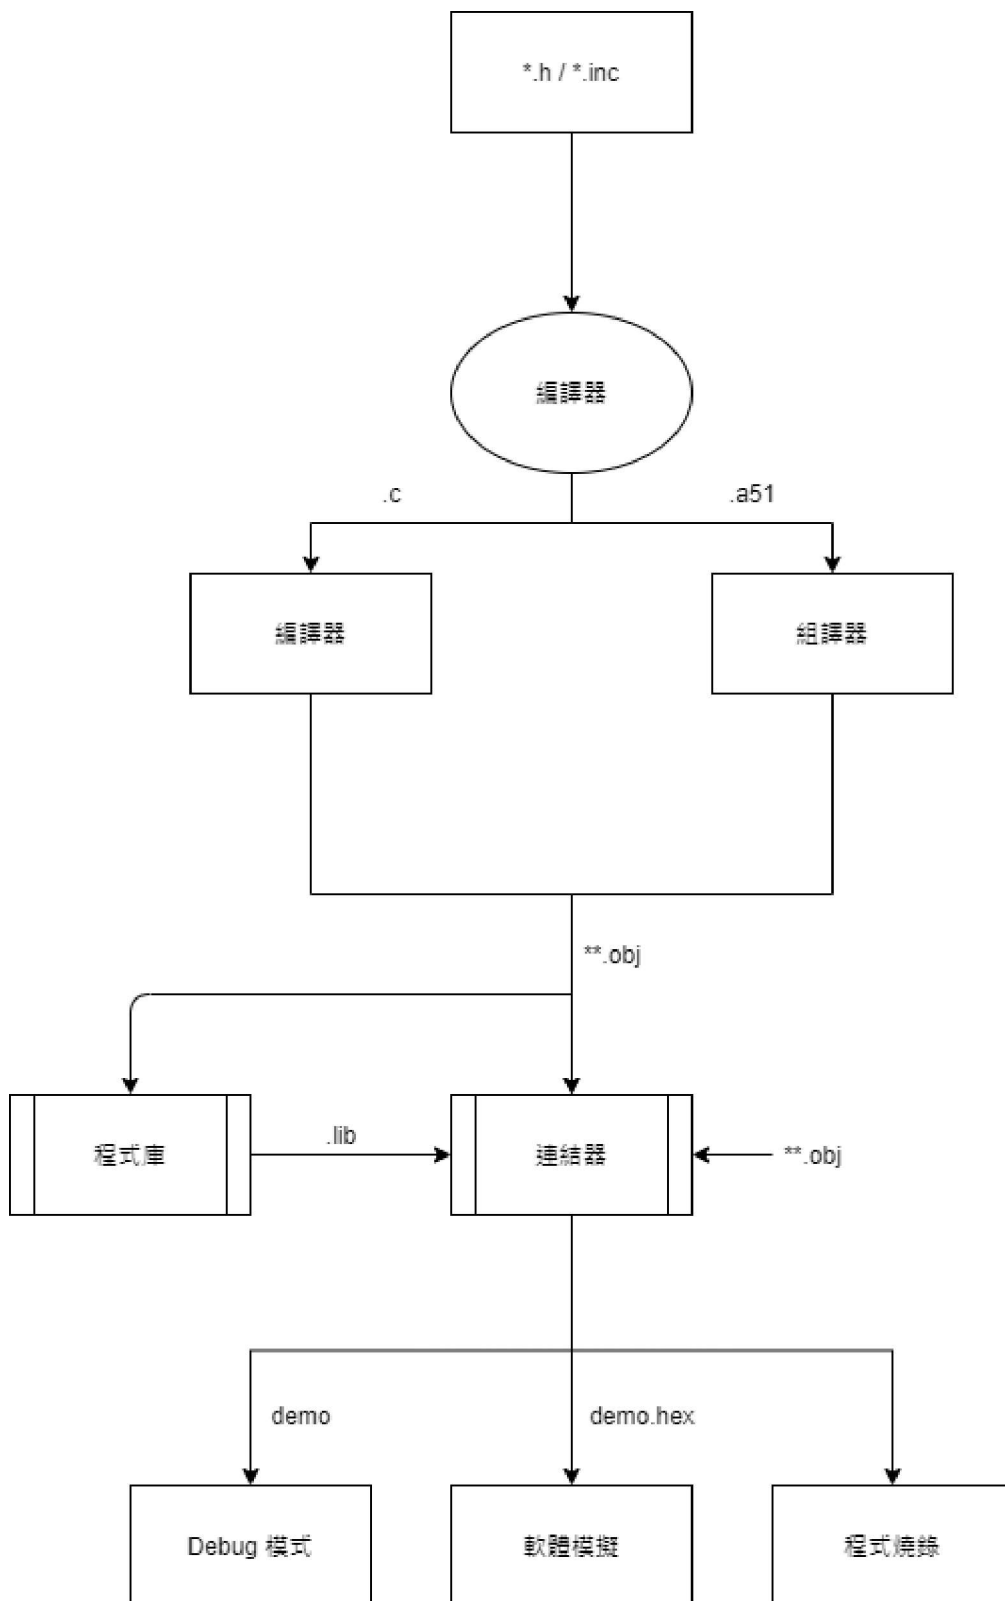 *.h / *.inc
編譯器
.c
.a51
編譯器
組譯器
**.obj
程式庫
.lib
連結器
**.obj
demo
demo.hex
Debug 模式
軟體模擬
程式燒錄